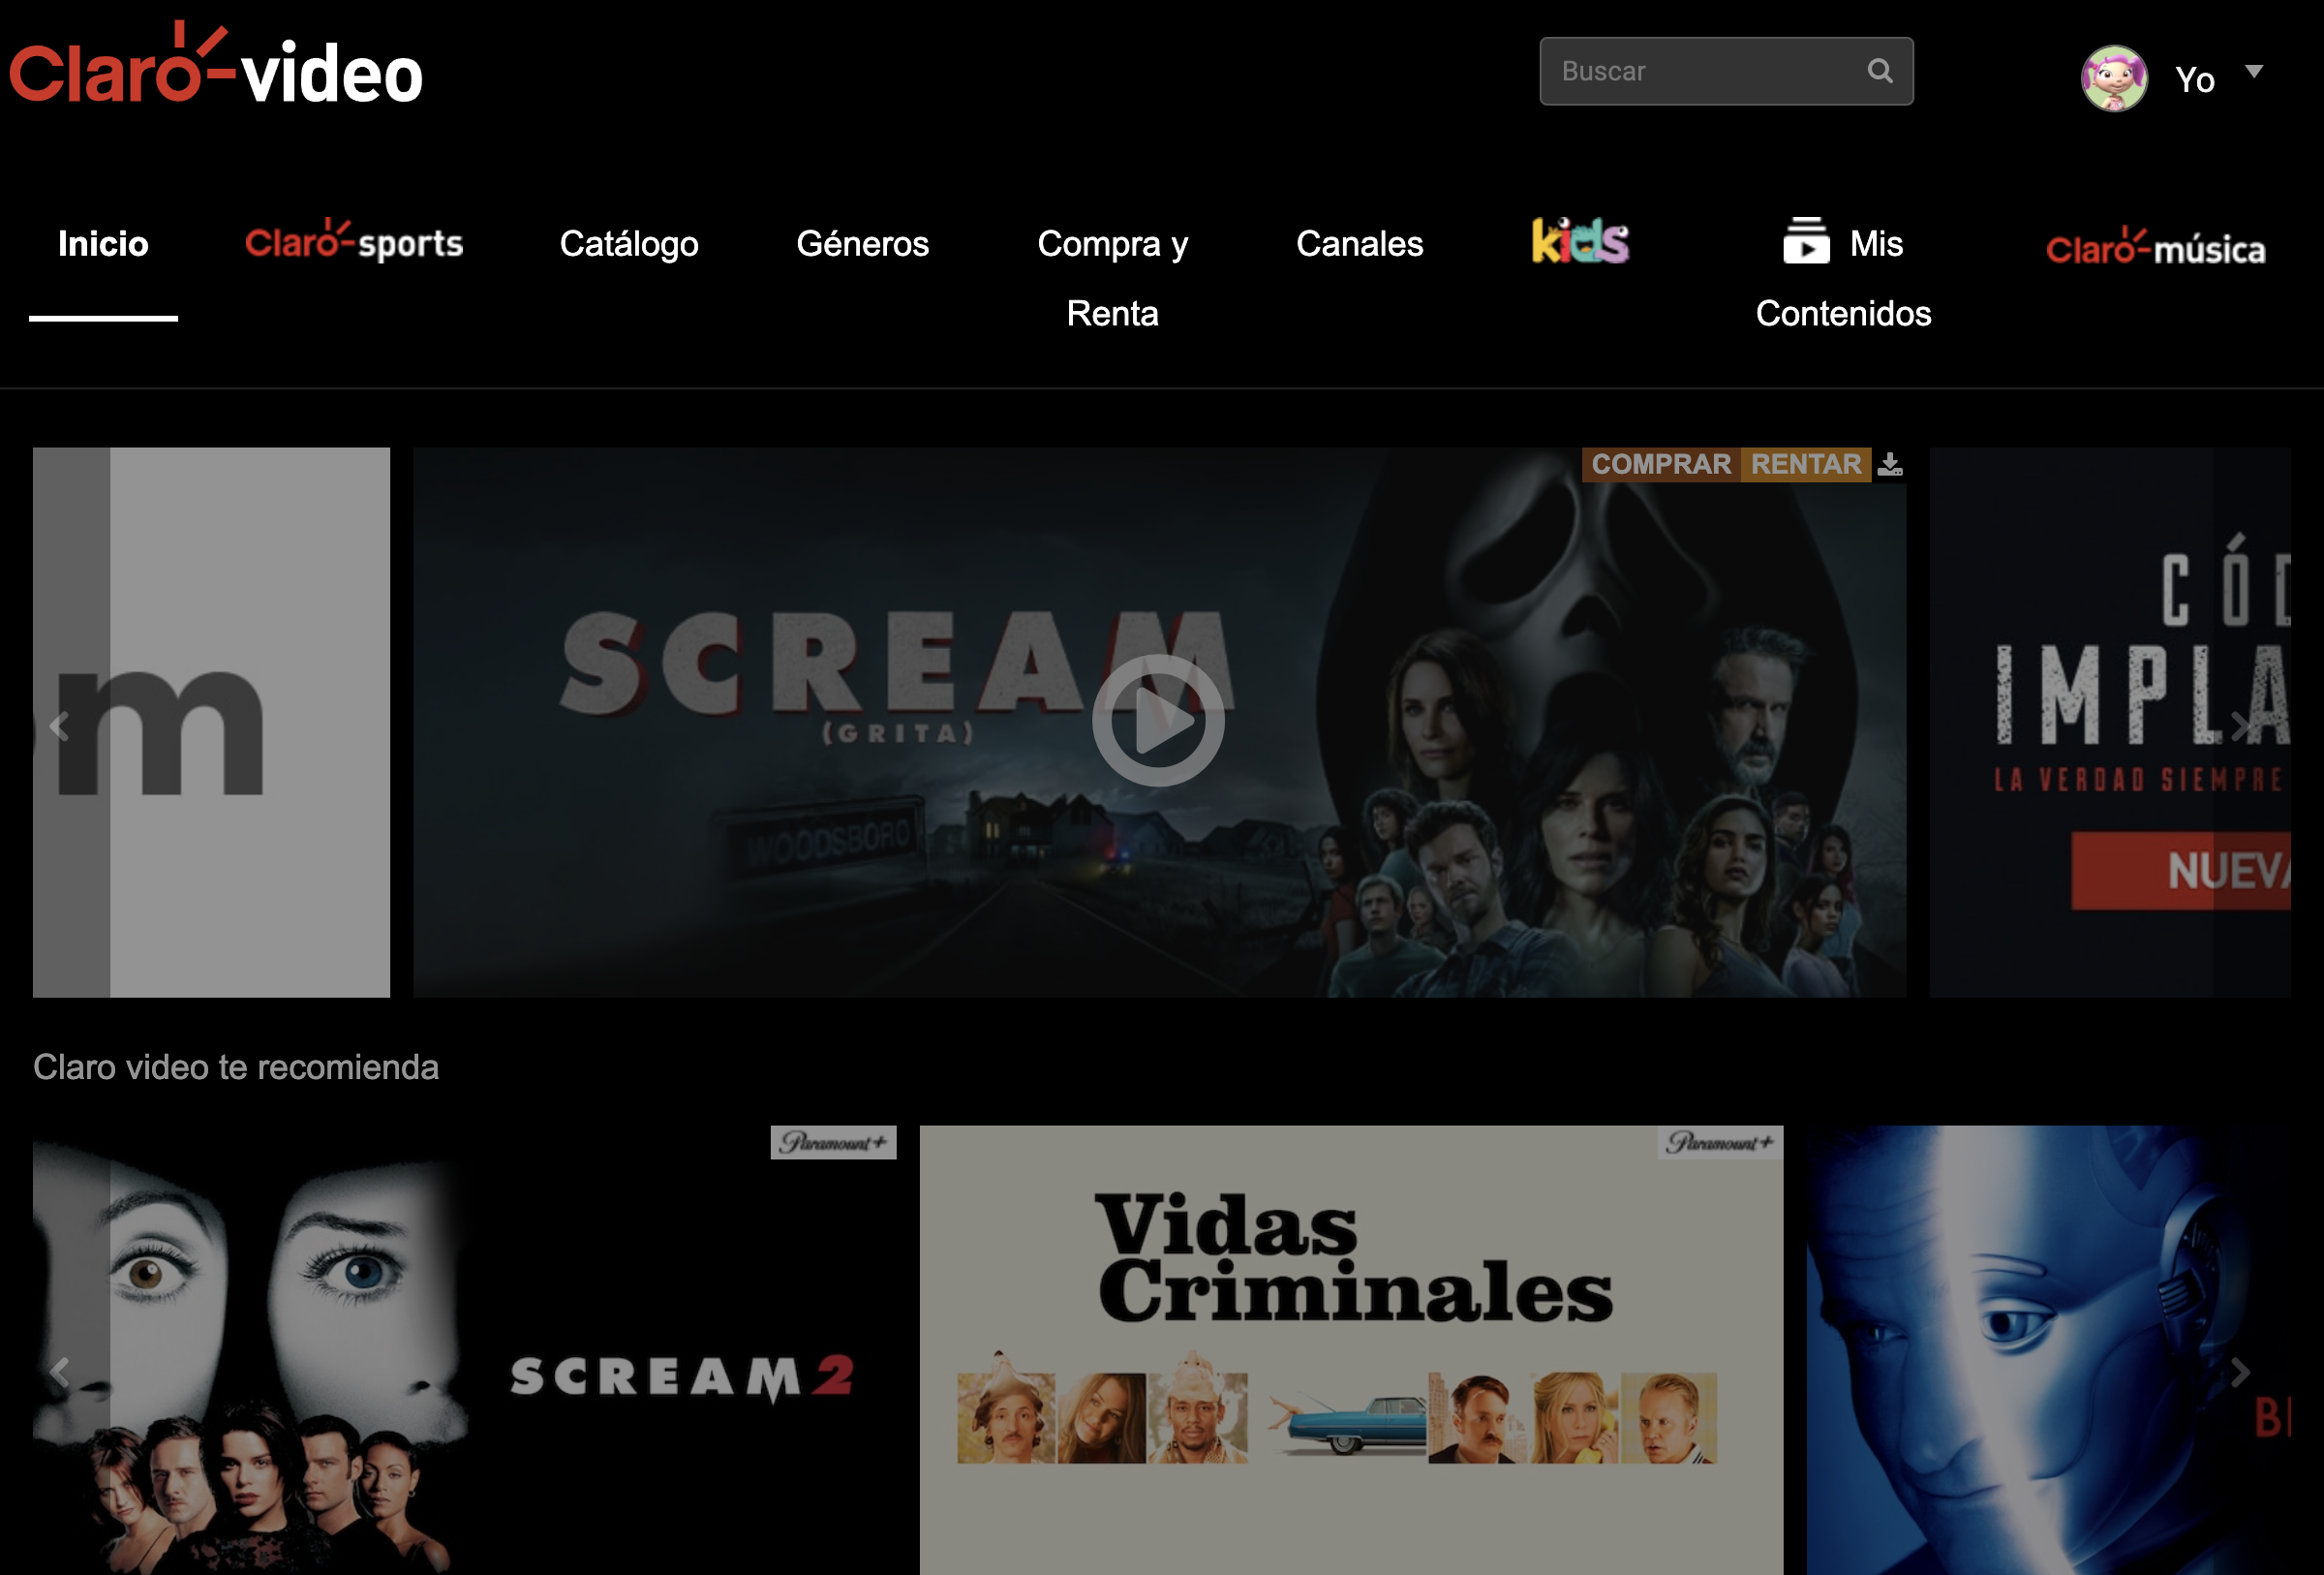 Claro-video
Buscar
Yo
Inicio
Claro-sports
Catálogo
Géneros
Compra y
Renta
Canales
kids
Mis
Contenidos
Claro-música
m
COMPRAR RENTAR
SCREAM
(GRITA)
WOODSBORO
CÓD
IMPLA
LA VERDAD SIEMPRE
NUEVA
Claro video te recomienda
Paramount+
SCREAM 2
Paramount+
Vidas
Criminales
BI